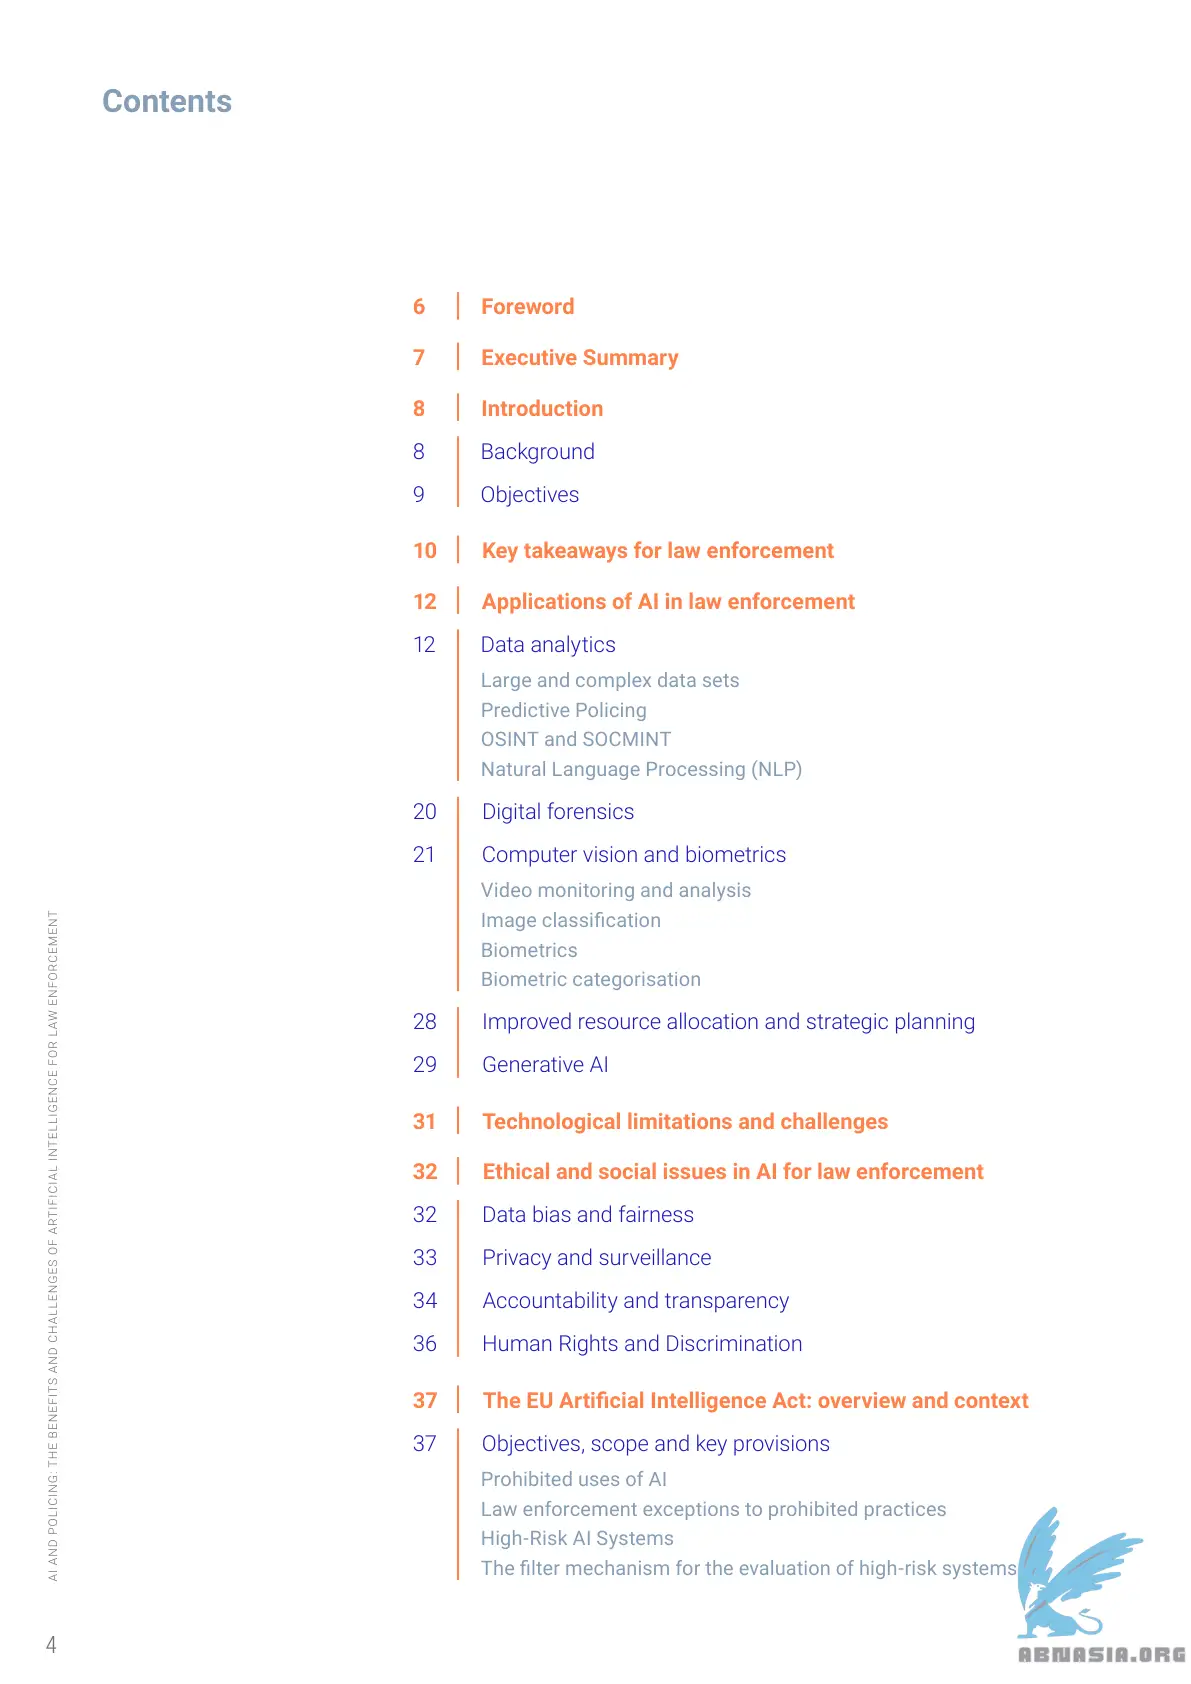 Contents
6 Foreword
7 Executive Summary
8 Introduction
8 Background
9 Objectives
10 Key takeaways for law enforcement
12 Applications of AI in law enforcement
12 Data analytics
Large and complex data sets
Predictive Policing
OSINT and SOCMINT
Natural Language Processing (NLP)
20 Digital forensics
21 Computer vision and biometrics
Video monitoring and analysis
Image classification
Biometrics
Biometric categorisation
28 Improved resource allocation and strategic planning
29 Generative AI
31 Technological limitations and challenges
32 Ethical and social issues in AI for law enforcement
32 Data bias and fairness
33 Privacy and surveillance
34 Accountability and transparency
36 Human Rights and Discrimination
37 The EU Artificial Intelligence Act: overview and context
37 Objectives, scope and key provisions
Prohibited uses of AI
Law enforcement exceptions to prohibited practices
High-Risk AI Systems
The filter mechanism for the evaluation of high-risk systems
AI AND POLICING: THE BENEFITS AND CHALLENGES OF ARTIFICIAL INTELLIGENCE FOR LAW ENFORCEMENT
4
ABNASIA.ORG